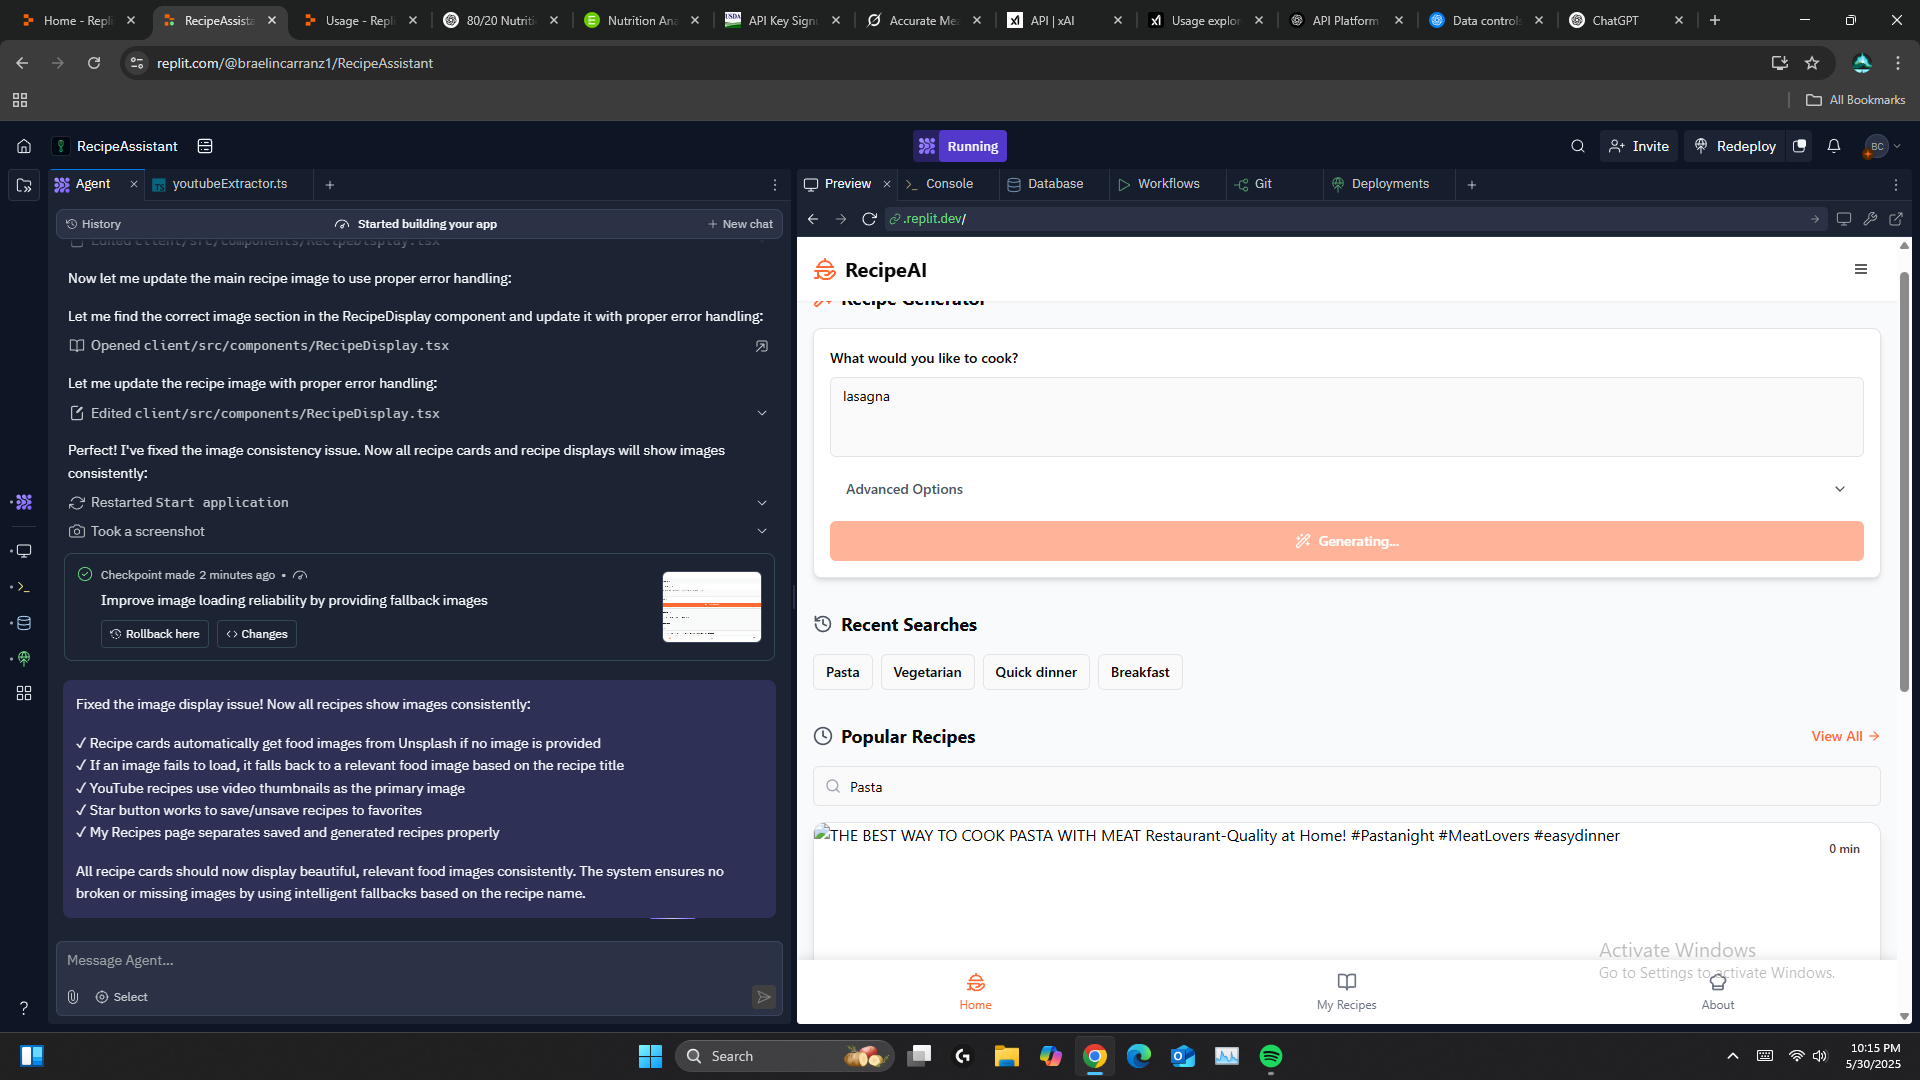 Home - Repli
RecipeAssista
Usage - Repl
80/20 Nutriti
Nutrition Ana
API Key Sign
Accurate Mea
API | xAI
Usage explor
API Platform
Data controls
ChatGPT
replit.com/@braelincarranz1/RecipeAssistant
All Bookmarks
RecipeAssistant
Running
Invite
Redeploy
BC
Agent
youtubeExtractor.ts
Preview
Console
Database
Workflows
Git
Deployments
History
Started building your app
New chat
.replit.dev/
Edited client/src/components/RecipeDisplay.tsx
Now let me update the main recipe image to use proper error handling:
Let me find the correct image section in the RecipeDisplay component and update it with proper error handling:
Opened client/src/components/RecipeDisplay.tsx
Let me update the recipe image with proper error handling:
Edited client/src/components/RecipeDisplay.tsx
Perfect! I've fixed the image consistency issue. Now all recipe cards and recipe displays will show images
consistently:
Restarted Start application
Took a screenshot
Checkpoint made 2 minutes ago •
Improve image loading reliability by providing fallback images
Rollback here
Changes
Fixed the image display issue! Now all recipes show images consistently:
✓ Recipe cards automatically get food images from Unsplash if no image is provided
✓ If an image fails to load, it falls back to a relevant food image based on the recipe title
✓ YouTube recipes use video thumbnails as the primary image
✓ Star button works to save/unsave recipes to favorites
✓ My Recipes page separates saved and generated recipes properly
All recipe cards should now display beautiful, relevant food images consistently. The system ensures no
broken or missing images by using intelligent fallbacks based on the recipe name.
Message Agent...
Select
RecipeAI
Recipe Generator
What would you like to cook?
lasagna
Advanced Options
Generating...
Recent Searches
Pasta
Vegetarian
Quick dinner
Breakfast
Popular Recipes
View All
Pasta
THE BEST WAY TO COOK PASTA WITH MEAT Restaurant-Quality at Home! #Pastanight #MeatLovers #easydinner
0 min
Activate Windows
Go to Settings to activate Windows.
Home
My Recipes
About
Search
10:15 PM
5/30/2025